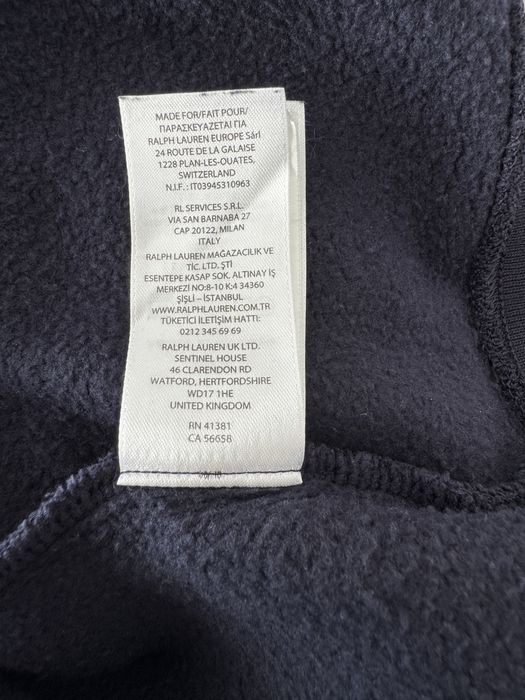 MADE FOR/FAIT POUR/
ΠΑΡΑΣΚΕΥΑΖΕΤΑΙ ΓΙΑ
RALPH LAUREN EUROPE Sárl
24 ROUTE DE LA GALAISE
1228 PLAN-LES-OUATES,
SWITZERLAND
N.I.F.: IT03945310963
RL SERVICES S.R.L.
VIA SAN BARNABA 27
CAP 20122, MILAN
ITALY
RALPH LAUREN MAĞAZACILIK VE
TİC. LTD. ŞTİ
ESENTEPE KASAP SOK. ALTINAY İŞ
MERKEZİ NO:8-10 K:4 34360
ŞİŞLİ – İSTANBUL
WWW.RALPHLAUREN.COM.TR
TÜKETİCİ İLETİŞİM HATTI:
0212 345 69 69
RALPH LAUREN UK LTD.
SENTINEL HOUSE
46 CLARENDON RD
WATFORD, HERTFORDSHIRE
WD17 1HE
UNITED KINGDOM
RN 41381
CA 56658